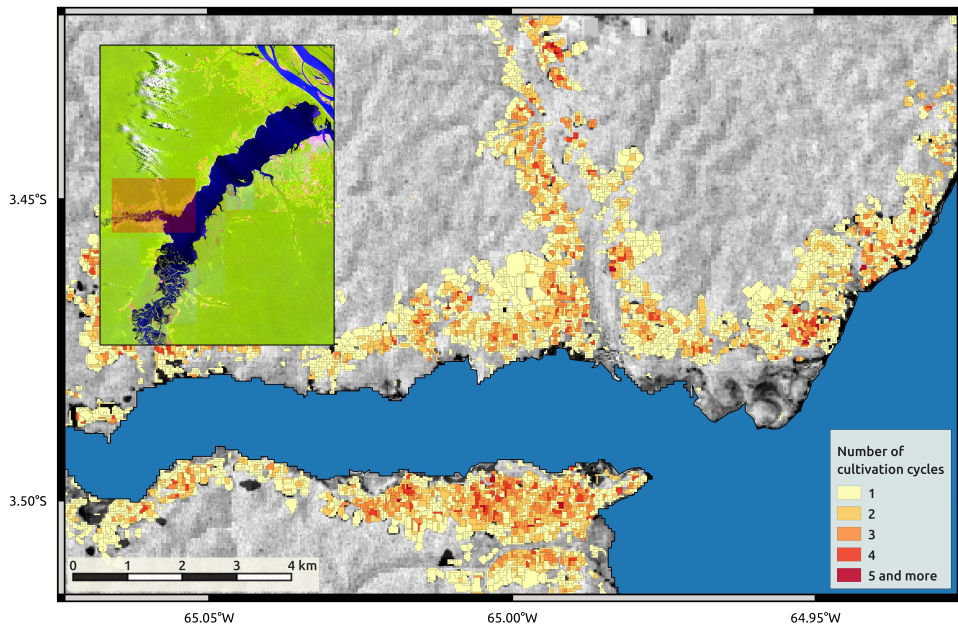 3.45°S
3.50°S
Number of
cultivation cycles
1
2
3
4
5 and more
0 1 2 3 4 km
65.05°W 65.00°W 64.95°W